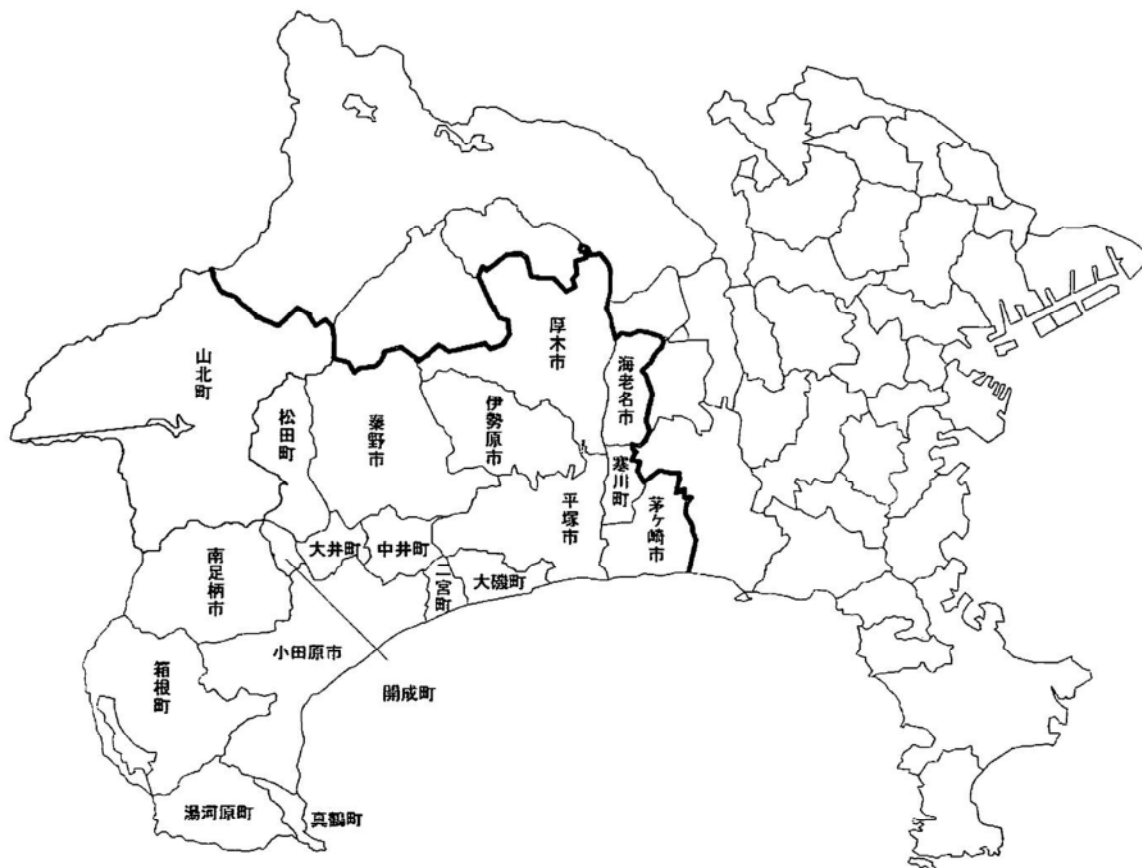 厚木市
山北町
海老名市
松田町
秦野市
伊勢原市
寒川町
平塚市
茅ヶ崎市
大井町
中井町
南足柄市
二宮町
大磯町
小田原市
箱根町
開成町
湯河原町
真鶴町